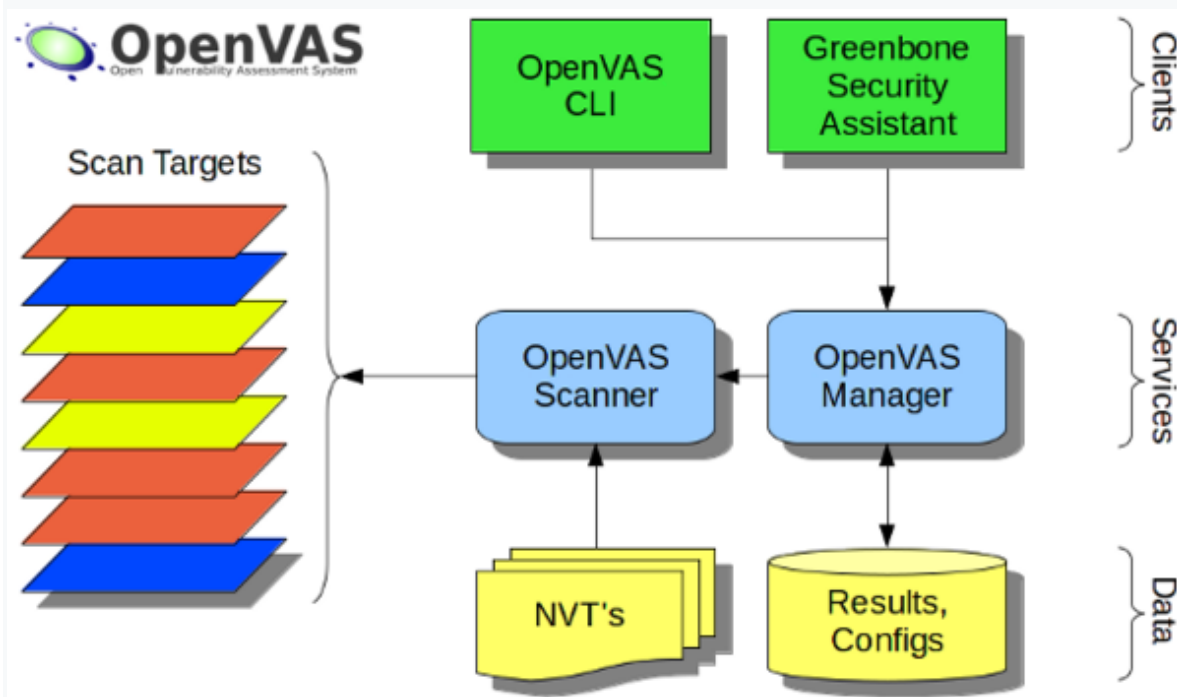 OpenVAS
Open Vulnerability Assessment System
OpenVAS
CLI
Greenbone
Security
Assistant
Clients
Scan Targets
OpenVAS
Scanner
OpenVAS
Manager
Services
NVT's
Results,
Configs
Data